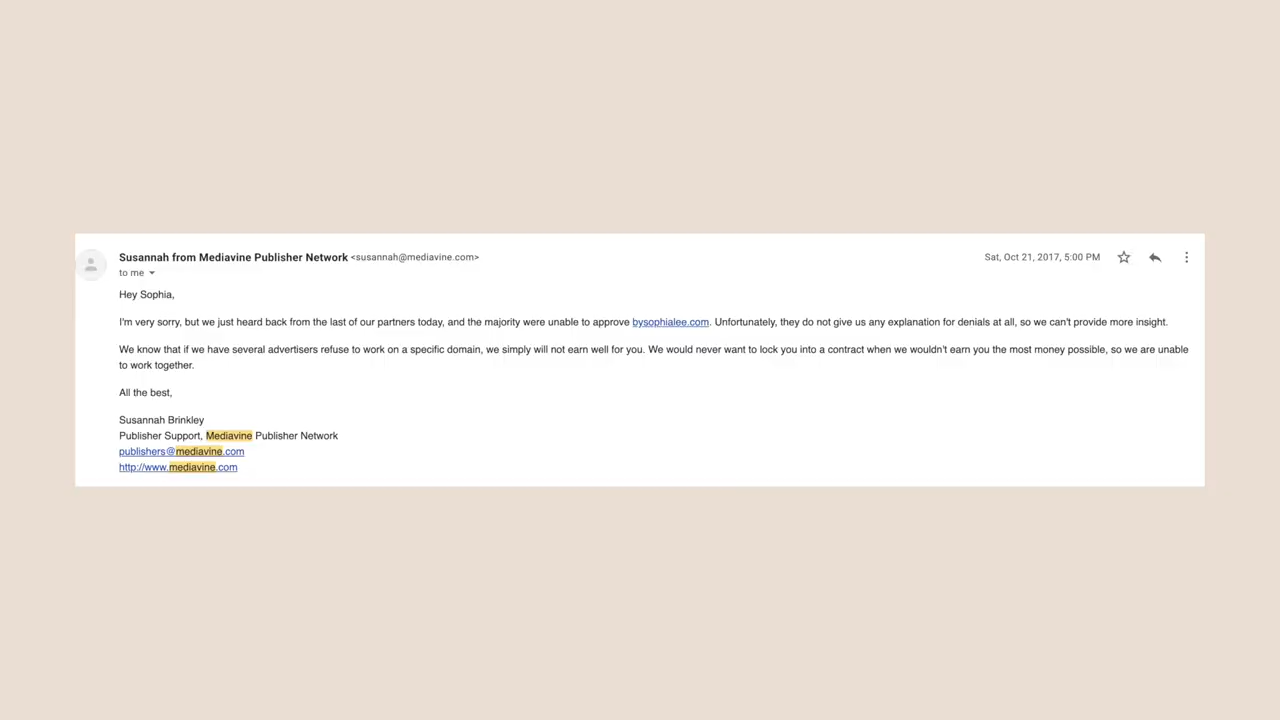 Susannah from Mediavine Publisher Network <susannah@mediavine.com>
Sat, Oct 21, 2017, 5:00 PM
to me
Hey Sophia,
I'm very sorry, but we just heard back from the last of our partners today, and the majority were unable to approve bysophialee.com. Unfortunately, they do not give us any explanation for denials at all, so we can't provide more insight.
We know that if we have several advertisers refuse to work on a specific domain, we simply will not earn well for you. We would never want to lock you into a contract when we wouldn't earn you the most money possible, so we are unable
to work together.
All the best,
Susannah Brinkley
Publisher Support, Mediavine Publisher Network
publishers@mediavine.com
http://www.mediavine.com